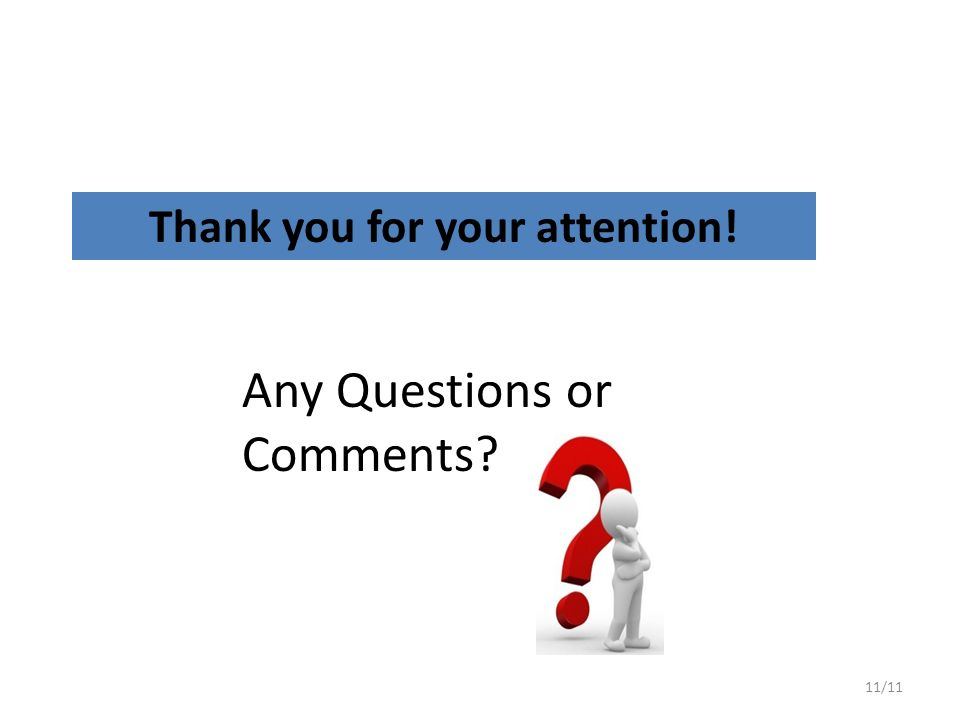 Thank you for your attention!
Any Questions or
Comments?
11/11